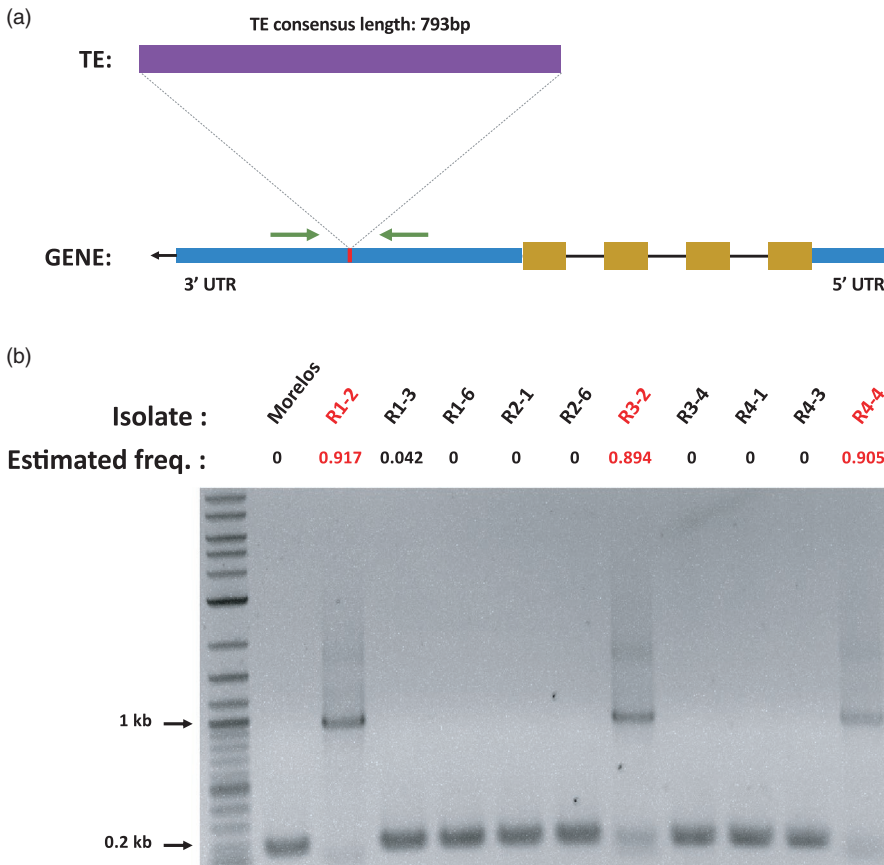 (a)
TE consensus length: 793bp
TE:
GENE:
3' UTR
5' UTR
(b)
Isolate :
Morelos R1-2 R1-3 R1-6 R2-1 R2-6 R3-2 R3-4 R4-1 R4-3 R4-4
Estimated freq. : 0 0.917 0.042 0 0 0 0.894 0 0 0 0.905
1 kb
0.2 kb